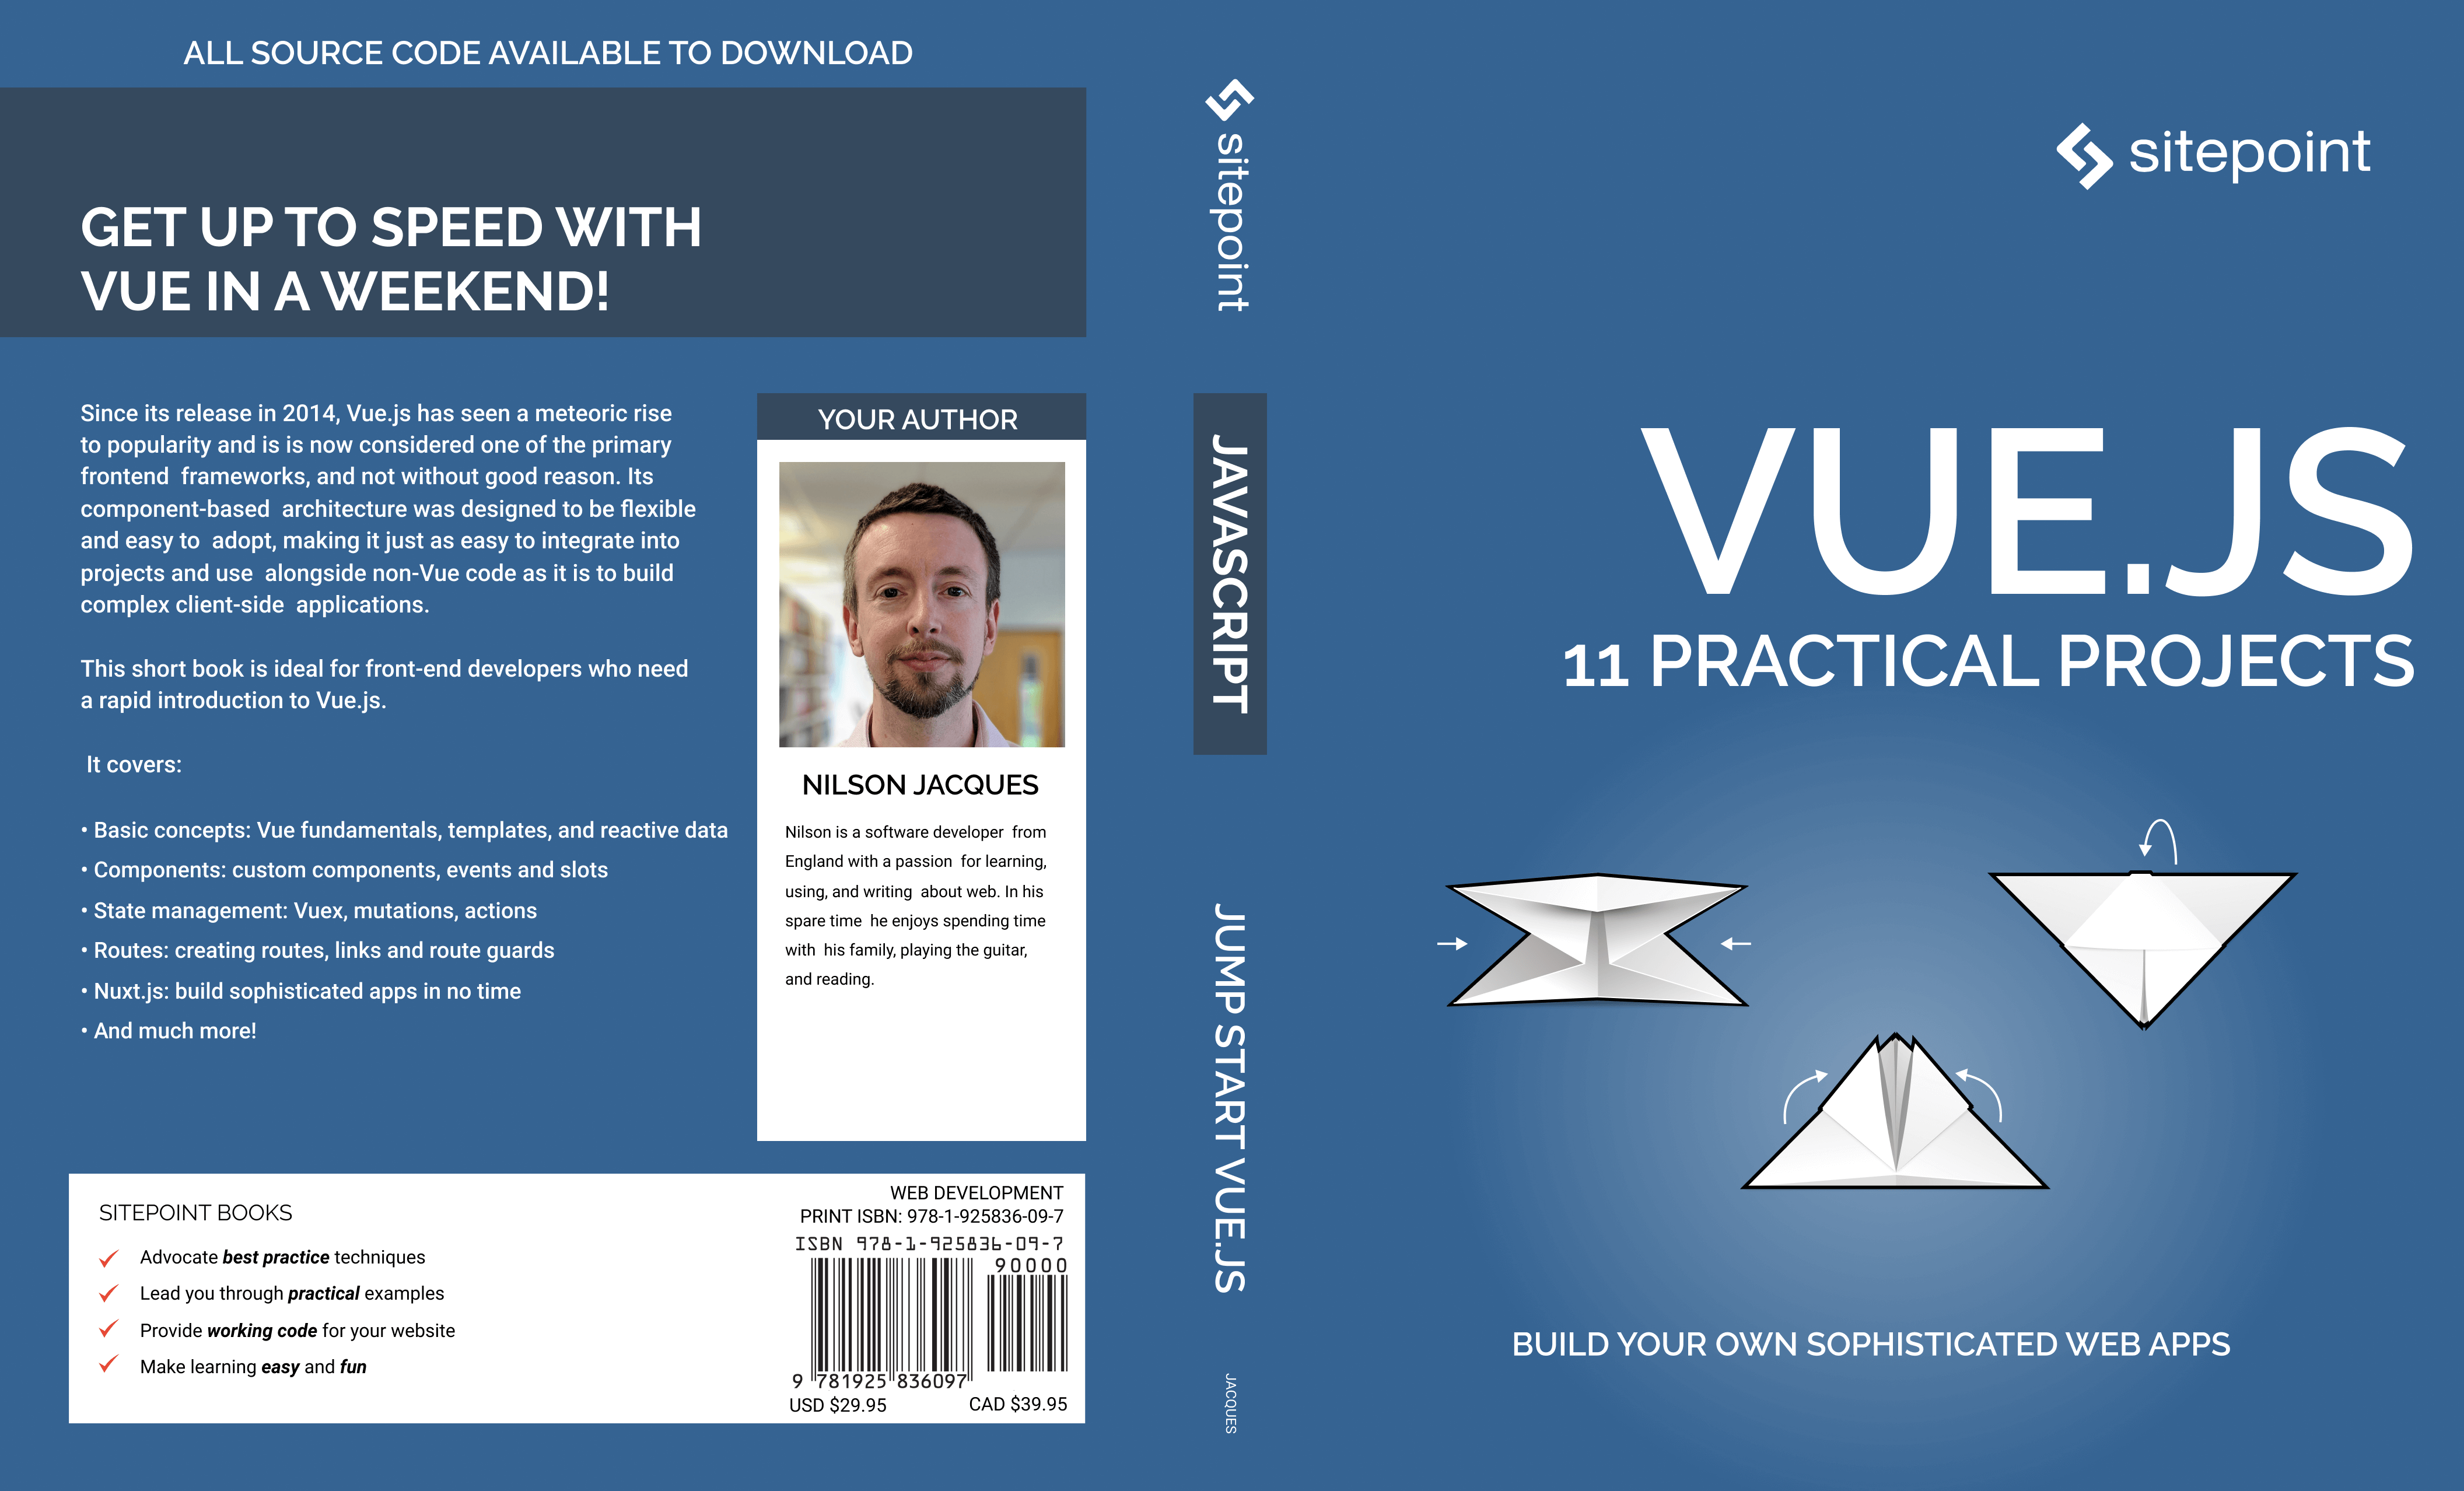 ALL SOURCE CODE AVAILABLE TO DOWNLOAD
GET UP TO SPEED WITH
VUE IN A WEEKEND!
Since its release in 2014, Vue.js has seen a meteoric rise
to popularity and is is now considered one of the primary
frontend  frameworks, and not without good reason. Its
component-based  architecture was designed to be flexible
and easy to  adopt, making it just as easy to integrate into
projects and use  alongside non-Vue code as it is to build
complex client-side  applications.
This short book is ideal for front-end developers who need
a rapid introduction to Vue.js.
It covers:
• Basic concepts: Vue fundamentals, templates, and reactive data
• Components: custom components, events and slots
• State management: Vuex, mutations, actions
• Routes: creating routes, links and route guards
• Nuxt.js: build sophisticated apps in no time
• And much more!
YOUR AUTHOR
NILSON JACQUES
Nilson is a software developer  from
England with a passion  for learning,
using, and writing  about web. In his
spare time  he enjoys spending time
with  his family, playing the guitar,
and reading.
SITEPOINT BOOKS
Advocate best practice techniques
Lead you through practical examples
Provide working code for your website
Make learning easy and fun
WEB DEVELOPMENT
PRINT ISBN: 978-1-925836-09-7
ISBN 978-1-925836-09-7
90000
9 781925 836097
USD $29.95 CAD $39.95
sitepoint
JAVASCRIPT
JUMP START VUE.JS
JACQUES
sitepoint
VUE.JS
11 PRACTICAL PROJECTS
BUILD YOUR OWN SOPHISTICATED WEB APPS